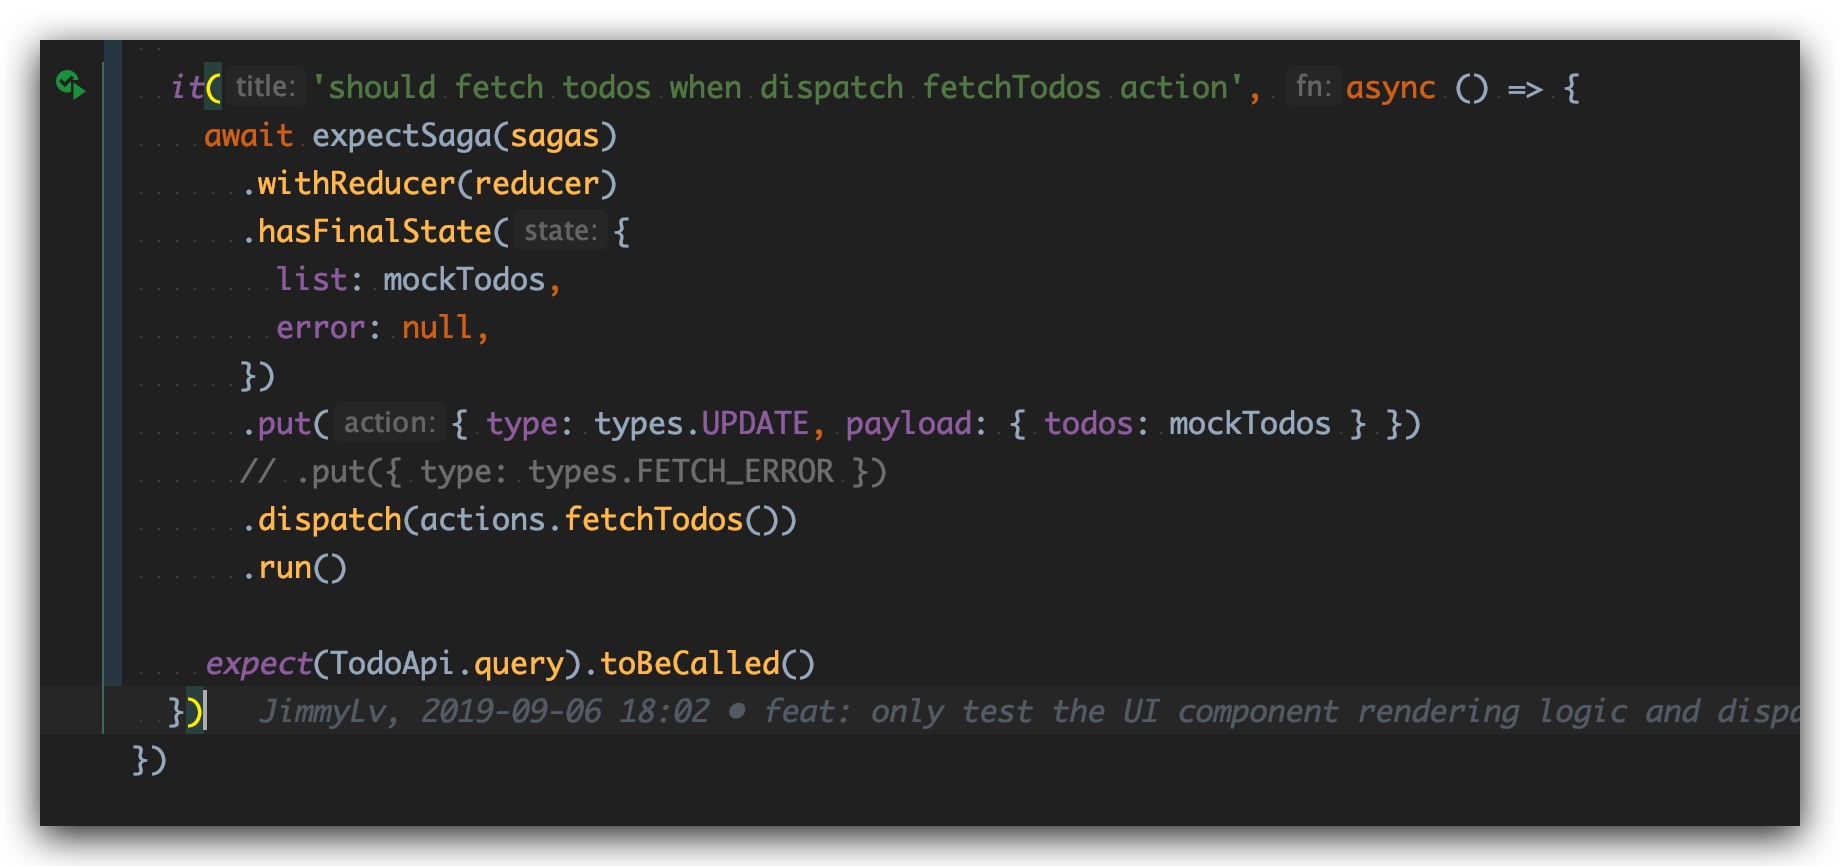 it( title: 'should fetch todos when dispatch fetchTodos action', fn: async () => {
await expectSaga(sagas)
.withReducer(reducer)
.hasFinalState( state: {
list: mockTodos,
error: null,
})
.put( action: { type: types.UPDATE, payload: { todos: mockTodos } })
// .put({ type: types.FETCH_ERROR })
.dispatch(actions.fetchTodos())
.run()
expect(TodoApi.query).toBeCalled()
}) JimmyLv, 2019-09-06 18:02 • feat: only test the UI component rendering logic and dispa
})